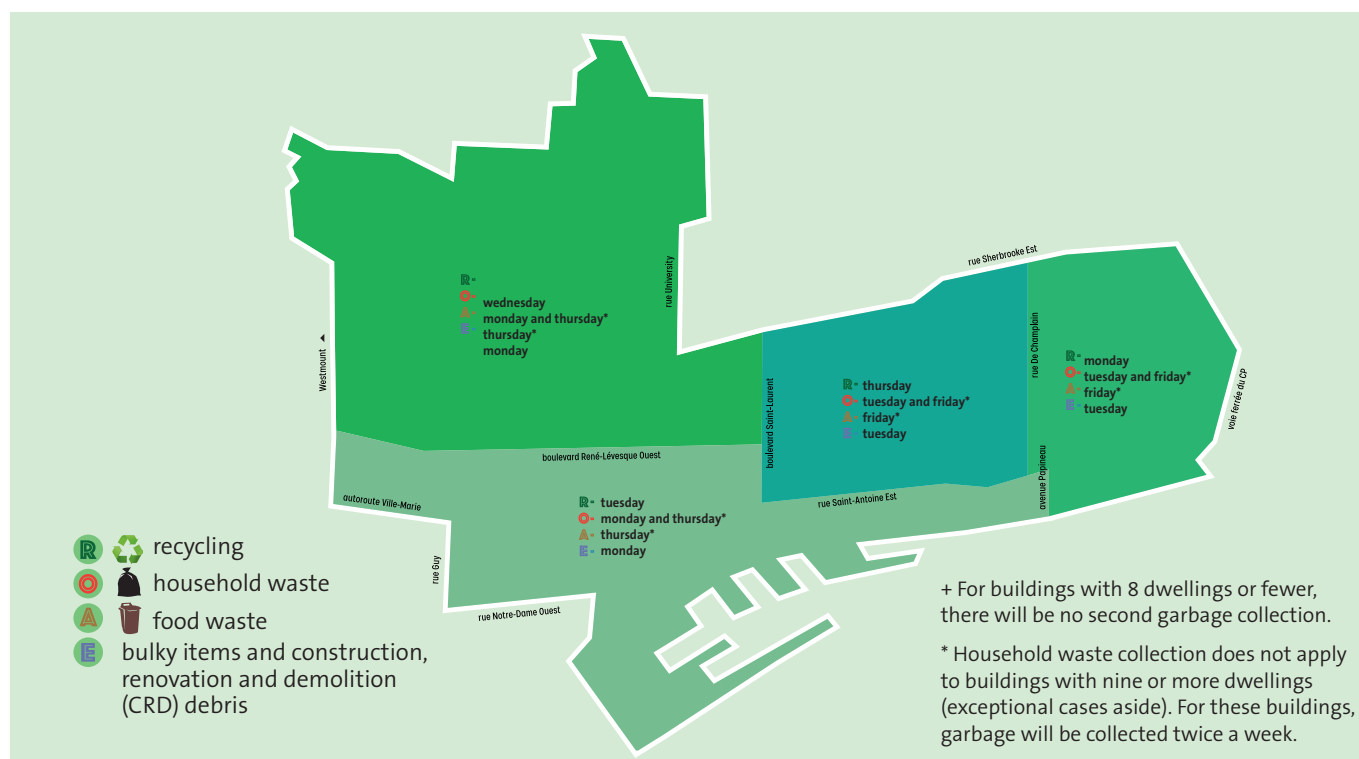 rue Sherbrooke Est
rue University
R-
O- wednesday
A- monday and thursday*
E- thursday*
monday
Westmount
rue De Champlain
R- monday
O- tuesday and friday*
A- friday*
E- tuesday
voie ferrée du CP
boulevard Saint-Laurent
R- thursday
O- tuesday and friday*
A- friday*
E- tuesday
boulevard René-Lévesque Ouest
avenue Papineau
autoroute Ville-Marie
rue Saint-Antoine Est
R- tuesday
O- monday and thursday*
A- thursday*
E- monday
rue Guy
rue Notre-Dame Ouest
R recycling
O household waste
A food waste
E bulky items and construction,
renovation and demolition
(CRD) debris
+ For buildings with 8 dwellings or fewer,
there will be no second garbage collection.
* Household waste collection does not apply
to buildings with nine or more dwellings
(exceptional cases aside). For these buildings,
garbage will be collected twice a week.